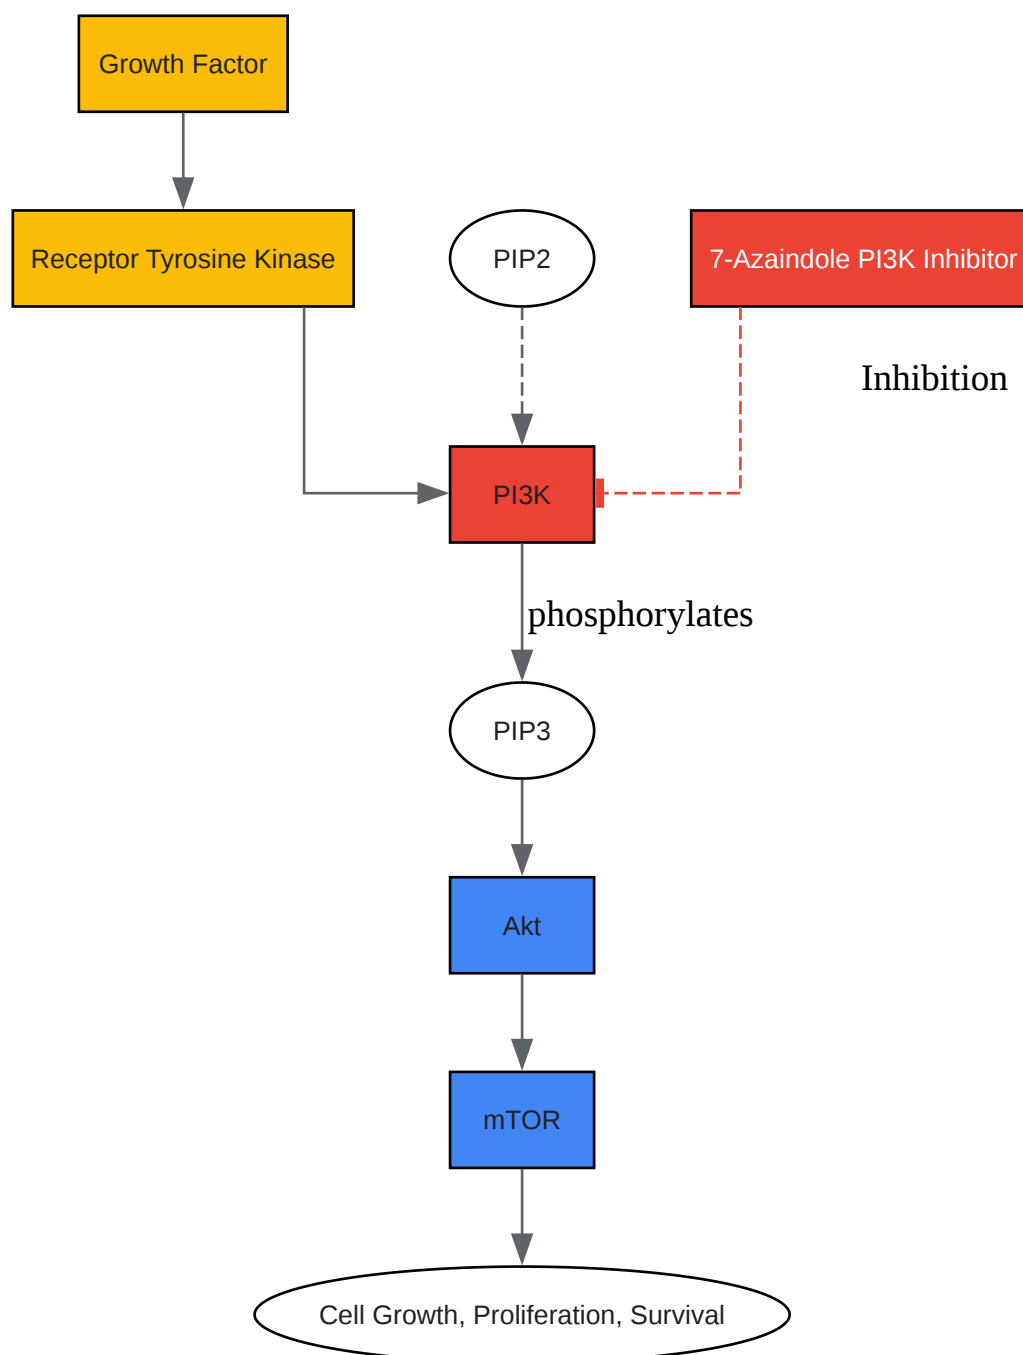 Growth Factor
Receptor Tyrosine Kinase
PIP2
7-Azaindole PI3K Inhibitor
Inhibition
PI3K
phosphorylates
PIP3
Akt
mTOR
Cell Growth, Proliferation, Survival